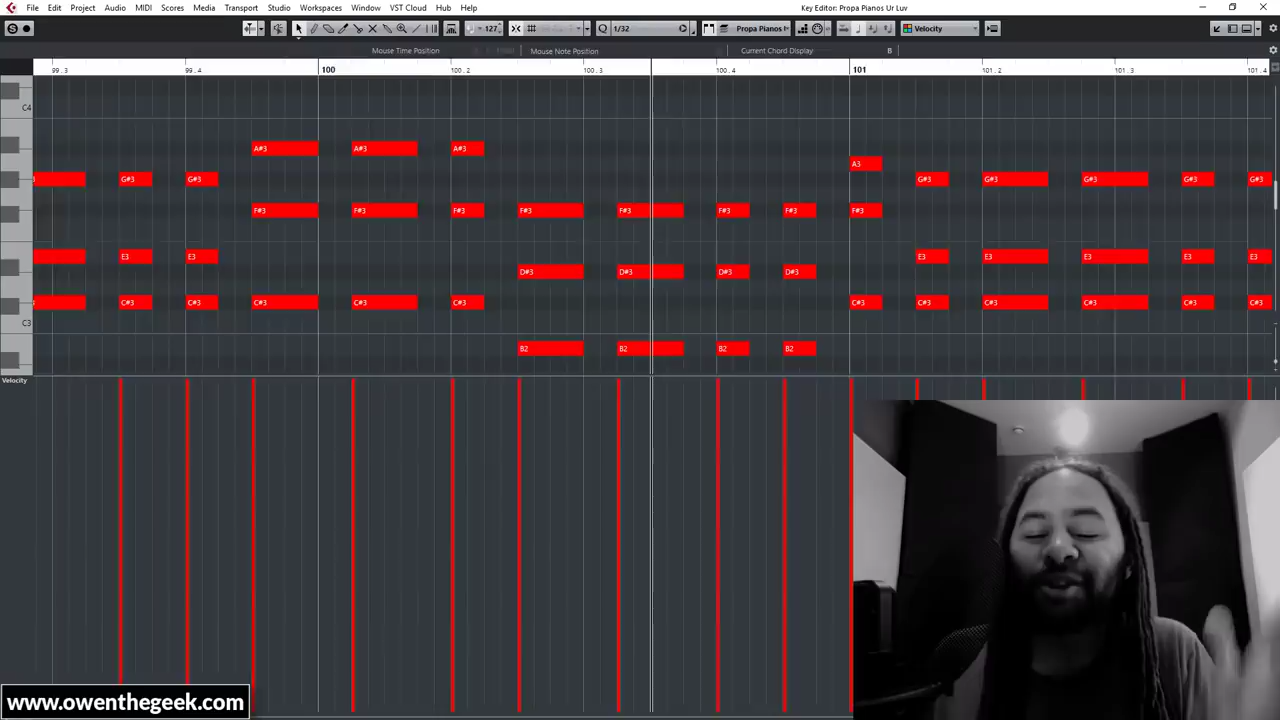 File Edit Project Audio MIDI Scores Media Transport Studio Workspaces Window VST Cloud Hub Help
Key Editor: Propa Pianos Ur Luv
127 Q 1/32 Propa Pianos Velocity
Mouse Time Position Mouse Note Position Current Chord Display B
99.3 99.4 100 100.2 100.3 100.4 101 101.2 101.3 101.4
C4
A#3 A#3 A#3
A3
G#3 G#3 G#3 G#3 G#3 G#3 G#3
F#3 F#3 F#3 F#3 F#3 F#3 F#3 F#3
E3 E3 E3 E3 E3 E3 E3
D#3 D#3 D#3 D#3
C#3 C#3 C#3 C#3 C#3 C#3 C#3 C#3 C#3 C#3 C#3
C3
B2 B2 B2 B2
Velocity
www.owenthegeek.com